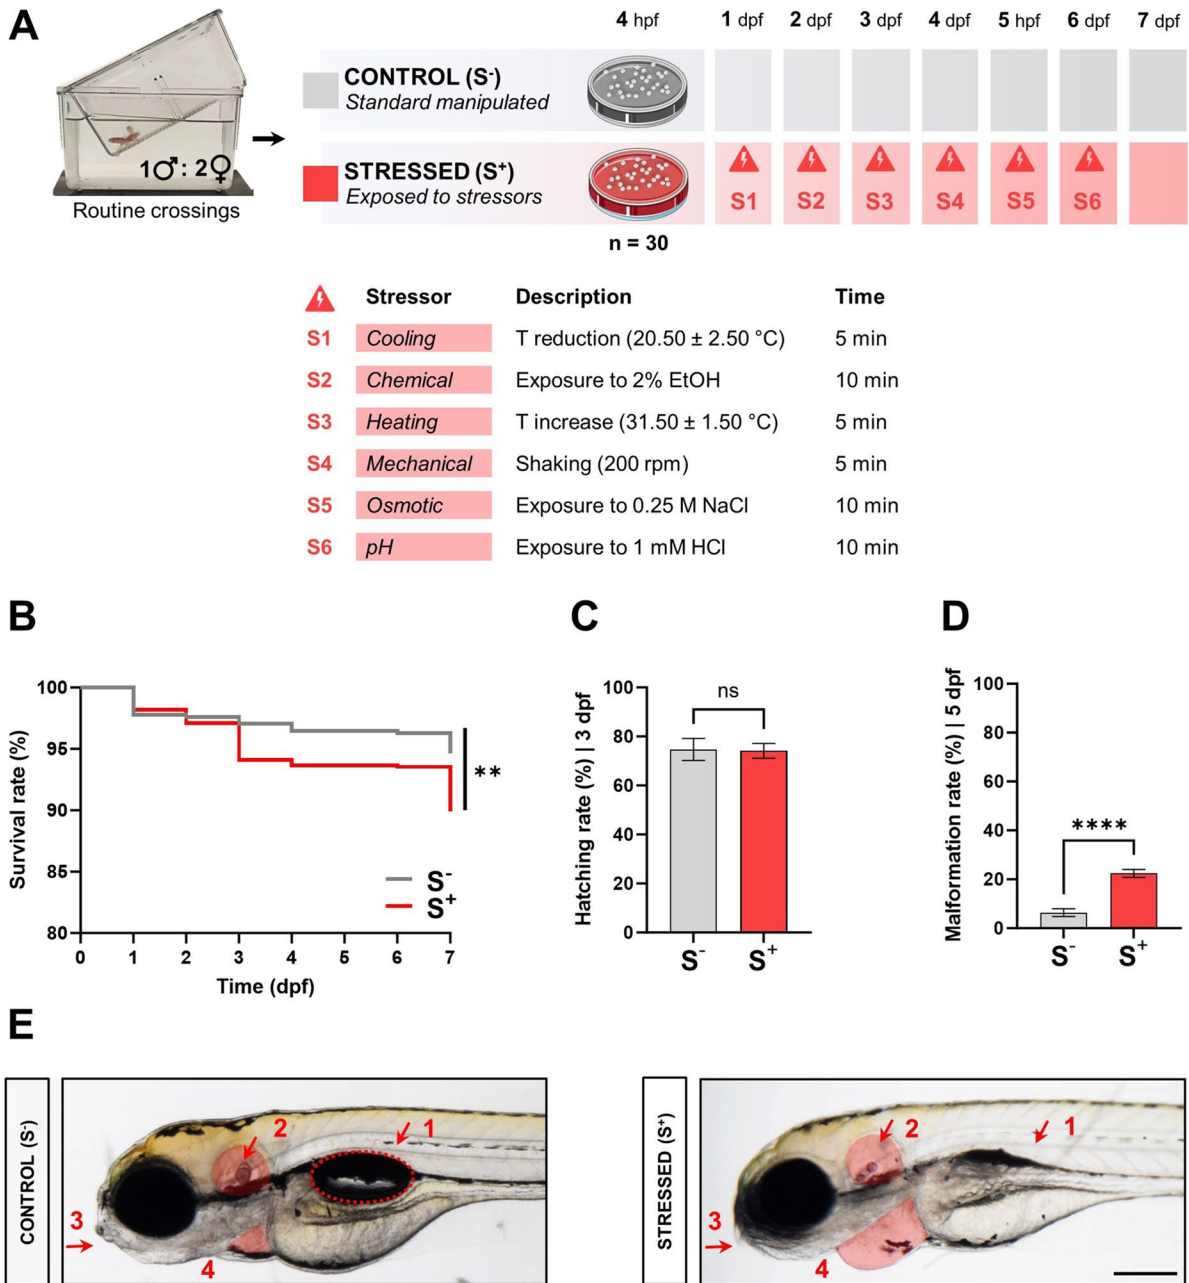 A
4 hpf 1 dpf 2 dpf 3 dpf 4 dpf 5 hpf 6 dpf 7 dpf
CONTROL (S-)
Standard manipulated
1♂: 2♀
Routine crossings
STRESSED (S+)
Exposed to stressors
S1 S2 S3 S4 S5 S6
n = 30
Stressor Description Time
S1 Cooling T reduction (20.50 ± 2.50 °C) 5 min
S2 Chemical Exposure to 2% EtOH 10 min
S3 Heating T increase (31.50 ± 1.50 °C) 5 min
S4 Mechanical Shaking (200 rpm) 5 min
S5 Osmotic Exposure to 0.25 M NaCl 10 min
S6 pH Exposure to 1 mM HCl 10 min
B
Survival rate (%)
100
95
90
85
80
0 1 2 3 4 5 6 7
Time (dpf)
**
S-
S+
C
Hatching rate (%) | 3 dpf
100
80
60
40
20
0
ns
S- S+
D
Malformation rate (%) | 5 dpf
100
80
60
40
20
0
****
S- S+
E
CONTROL (S-)
1
2
3
4
STRESSED (S+)
1
2
3
4